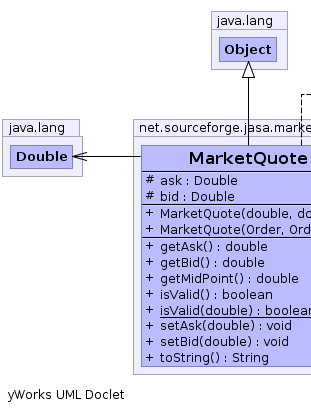 java.lang
Object
java.lang
Double
net.sourceforge.jasa.marke
MarketQuote
# ask : Double
# bid : Double
+ MarketQuote(double, do
+ MarketQuote(Order, Ord
+ getAsk() : double
+ getBid() : double
+ getMidPoint() : double
+ isValid() : boolean
+ isValid(double) : boolean
+ setAsk(double) : void
+ setBid(double) : void
+ toString() : String
yWorks UML Doclet